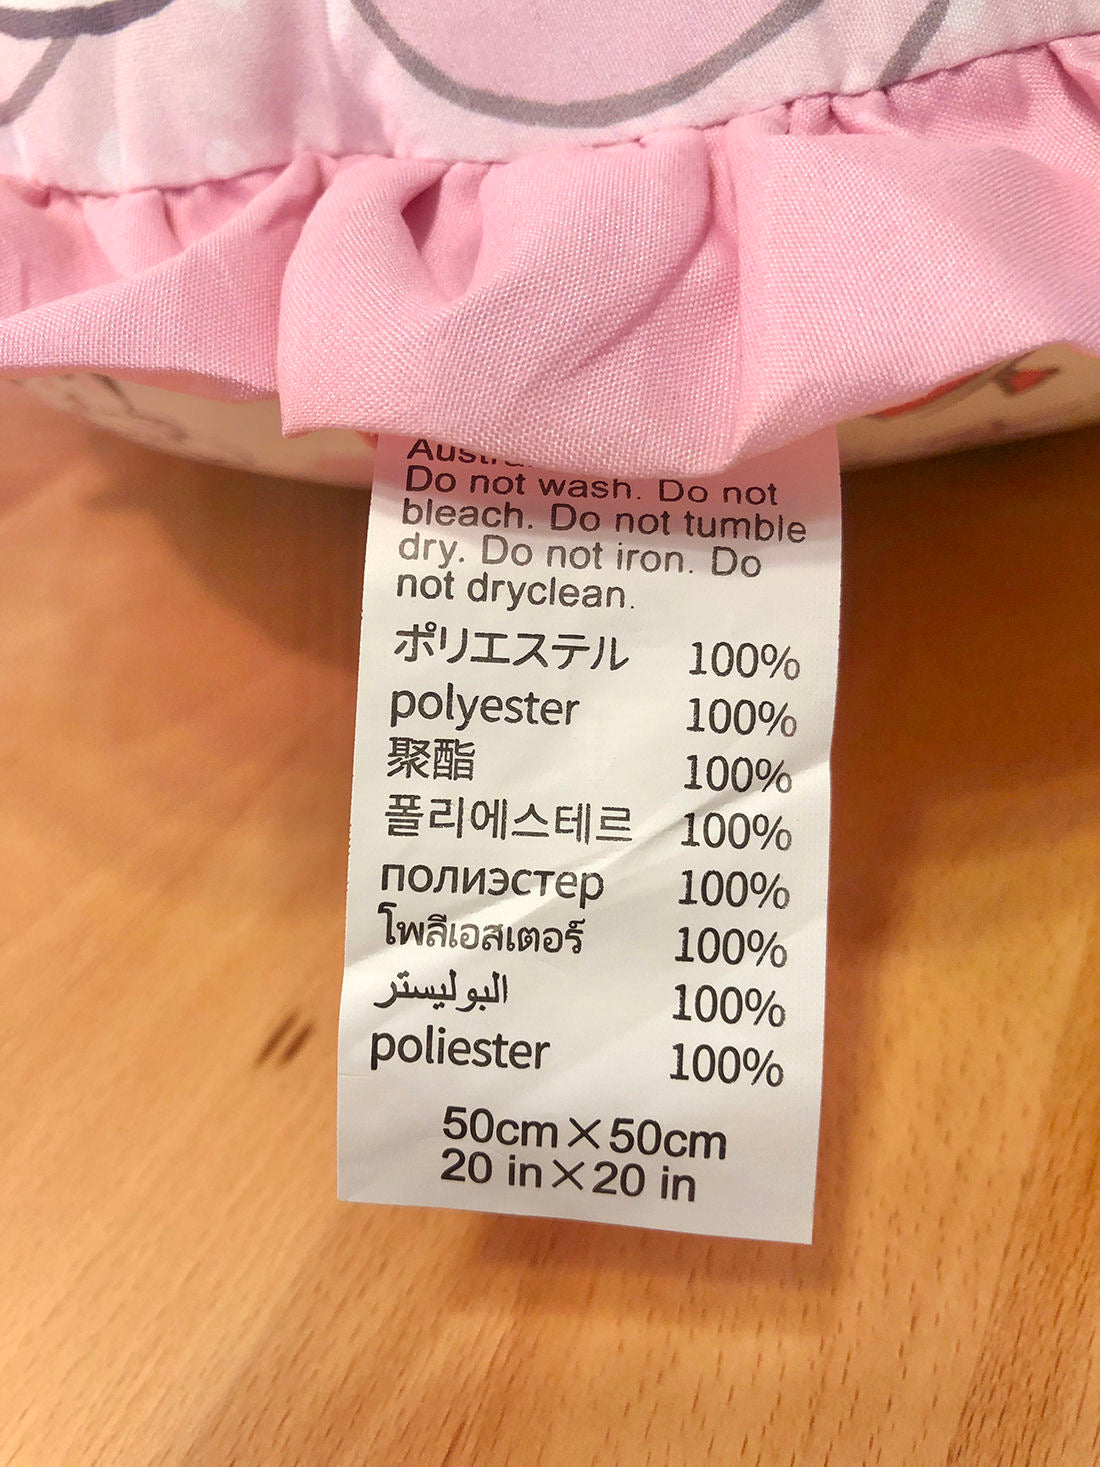 Do not wash. Do not
bleach. Do not tumble
dry. Do not iron. Do
not dryclean.
ポリエステル 100%
polyester 100%
聚酯 100%
폴리에스테르 100%
полиэстер 100%
โพลีเอสเตอร์ 100%
البوليستر 100%
poliester 100%
50cm×50cm
20 in×20 in